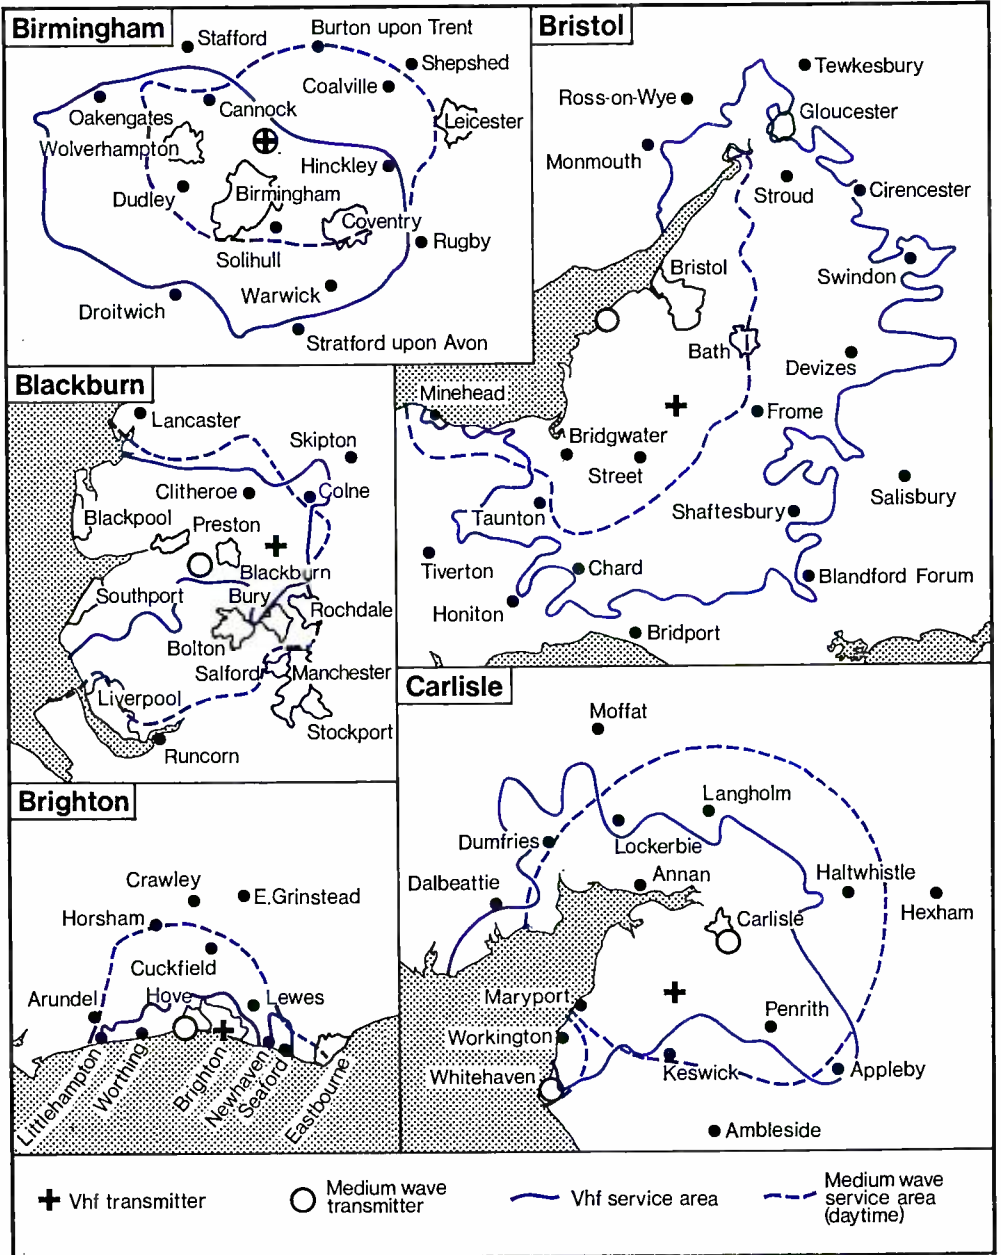 Birmingham
Stafford
Burton upon Trent
Shepshed
Coalville
Oakengates
Cannock
Leicester
Wolverhampton
Hinckley
Dudley
Birmingham
Coventry
Solihull
Rugby
Warwick
Droitwich
Stratford upon Avon
Bristol
Tewkesbury
Ross-on-Wye
Gloucester
Monmouth
Stroud
Cirencester
Bristol
Swindon
Bath
Devizes
Minehead
Frome
Bridgwater
Street
Salisbury
Taunton
Shaftesbury
Tiverton
Chard
Blandford Forum
Honiton
Bridport
Blackburn
Lancaster
Skipton
Clitheroe
Colne
Blackpool
Preston
Blackburn
Southport
Bury
Rochdale
Bolton
Salford
Manchester
Liverpool
Stockport
Runcorn
Carlisle
Moffat
Langholm
Dumfries
Lockerbie
Dalbeattie
Annan
Haltwhistle
Carlisle
Hexham
Maryport
Penrith
Workington
Whitehaven
Keswick
Appleby
Ambleside
Brighton
Crawley
E.Grinstead
Horsham
Cuckfield
Arundel
Hove
Lewes
Littlehampton
Worthing
Brighton
Newhaven
Seaford
Eastbourne
Vhf transmitter
Medium wave
transmitter
Vhf service area
Medium wave
service area
(daytime)